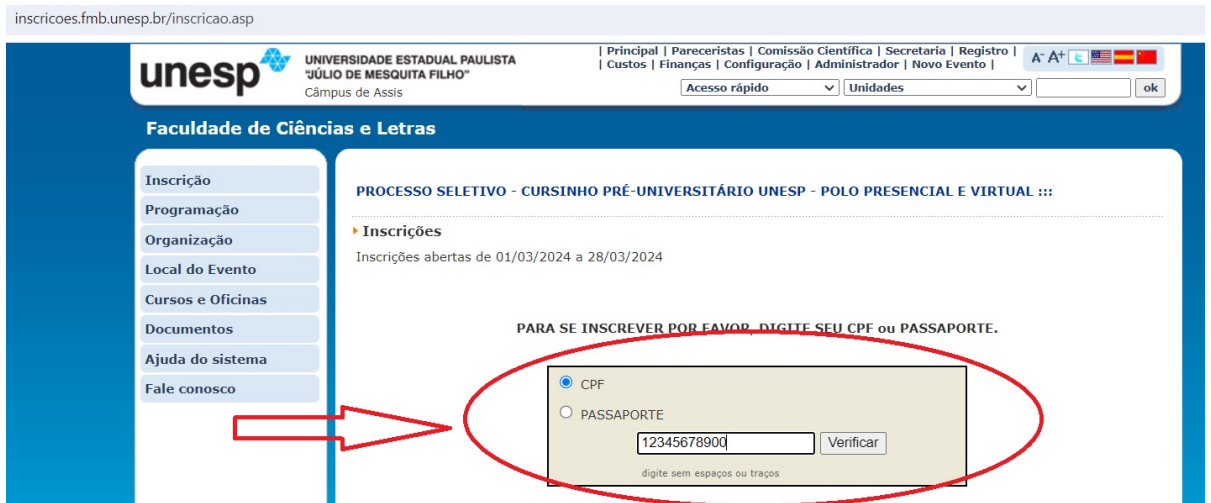 inscricoes.fmb.unesp.br/inscricao.asp
unesp
UNIVERSIDADE ESTADUAL PAULISTA
"JÚLIO DE MESQUITA FILHO"
Câmpus de Assis
| Principal | Pareceristas | Comissão Científica | Secretaria | Registro |
| Custos | Finanças | Configuração | Administrador | Novo Evento |
A- A+
Acesso rápido
Unidades
ok
Faculdade de Ciências e Letras
Inscrição
Programação
Organização
Local do Evento
Cursos e Oficinas
Documentos
Ajuda do sistema
Fale conosco
PROCESSO SELETIVO - CURSINHO PRÉ-UNIVERSITÁRIO UNESP - POLO PRESENCIAL E VIRTUAL :::
Inscrições
Inscrições abertas de 01/03/2024 a 28/03/2024
PARA SE INSCREVER POR FAVOR, DIGITE SEU CPF ou PASSAPORTE.
CPF
PASSAPORTE
12345678900
Verificar
digite sem espaços ou traços